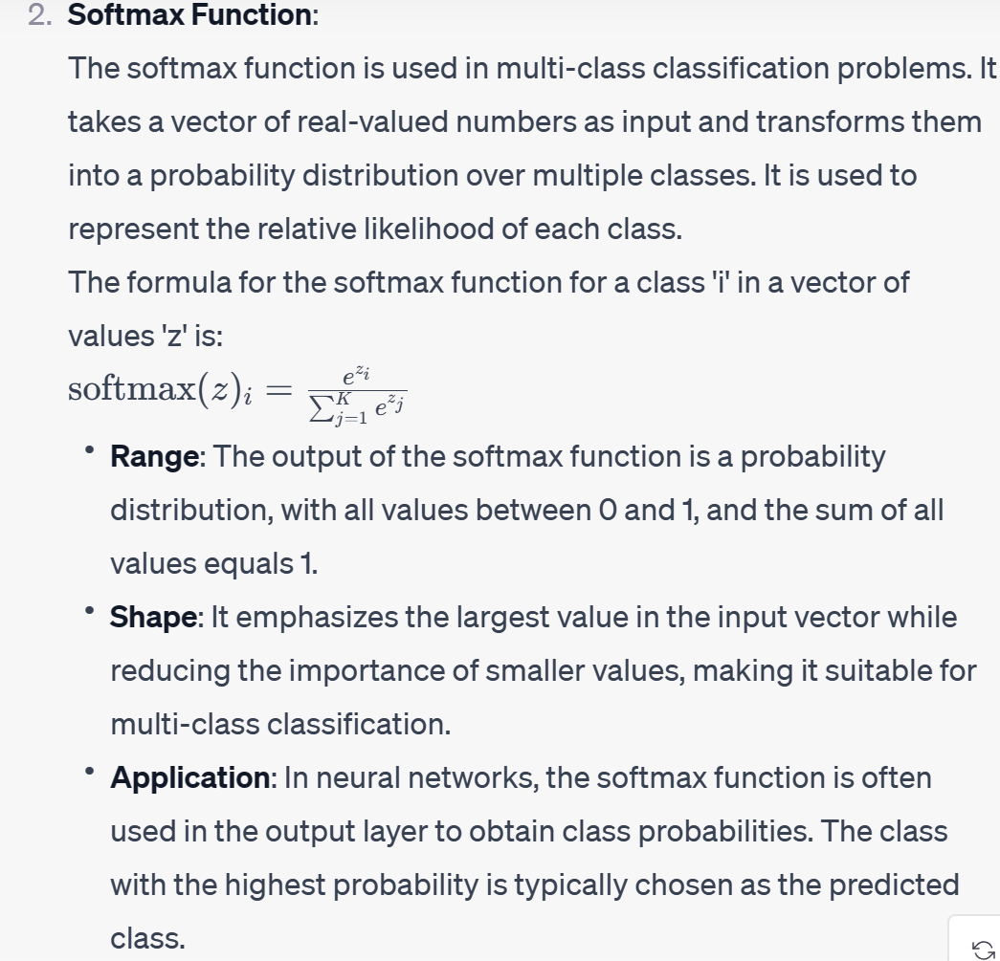 2. Softmax Function:
The softmax function is used in multi-class classification problems. It
takes a vector of real-valued numbers as input and transforms them
into a probability distribution over multiple classes. It is used to
represent the relative likelihood of each class.
The formula for the softmax function for a class 'i' in a vector of
values 'z' is:
softmax(z)_i = \frac{e^{z_i}}{\sum_{j=1}^{K} e^{z_j}}
• Range: The output of the softmax function is a probability
distribution, with all values between 0 and 1, and the sum of all
values equals 1.
• Shape: It emphasizes the largest value in the input vector while
reducing the importance of smaller values, making it suitable for
multi-class classification.
• Application: In neural networks, the softmax function is often
used in the output layer to obtain class probabilities. The class
with the highest probability is typically chosen as the predicted
class.